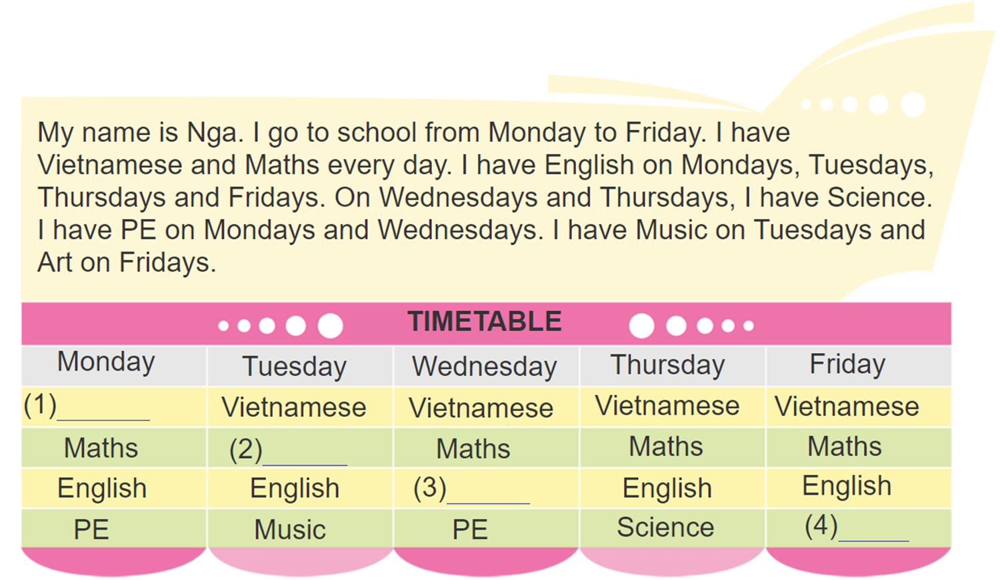 My name is Nga. I go to school from Monday to Friday. I have
Vietnamese and Maths every day. I have English on Mondays, Tuesdays,
Thursdays and Fridays. On Wednesdays and Thursdays, I have Science.
I have PE on Mondays and Wednesdays. I have Music on Tuesdays and
Art on Fridays.
TIMETABLE
Monday Tuesday Wednesday Thursday Friday
(1)______ Vietnamese Vietnamese Vietnamese Vietnamese
Maths (2)______ Maths Maths Maths
English English (3)______ English English
PE Music PE Science (4)______